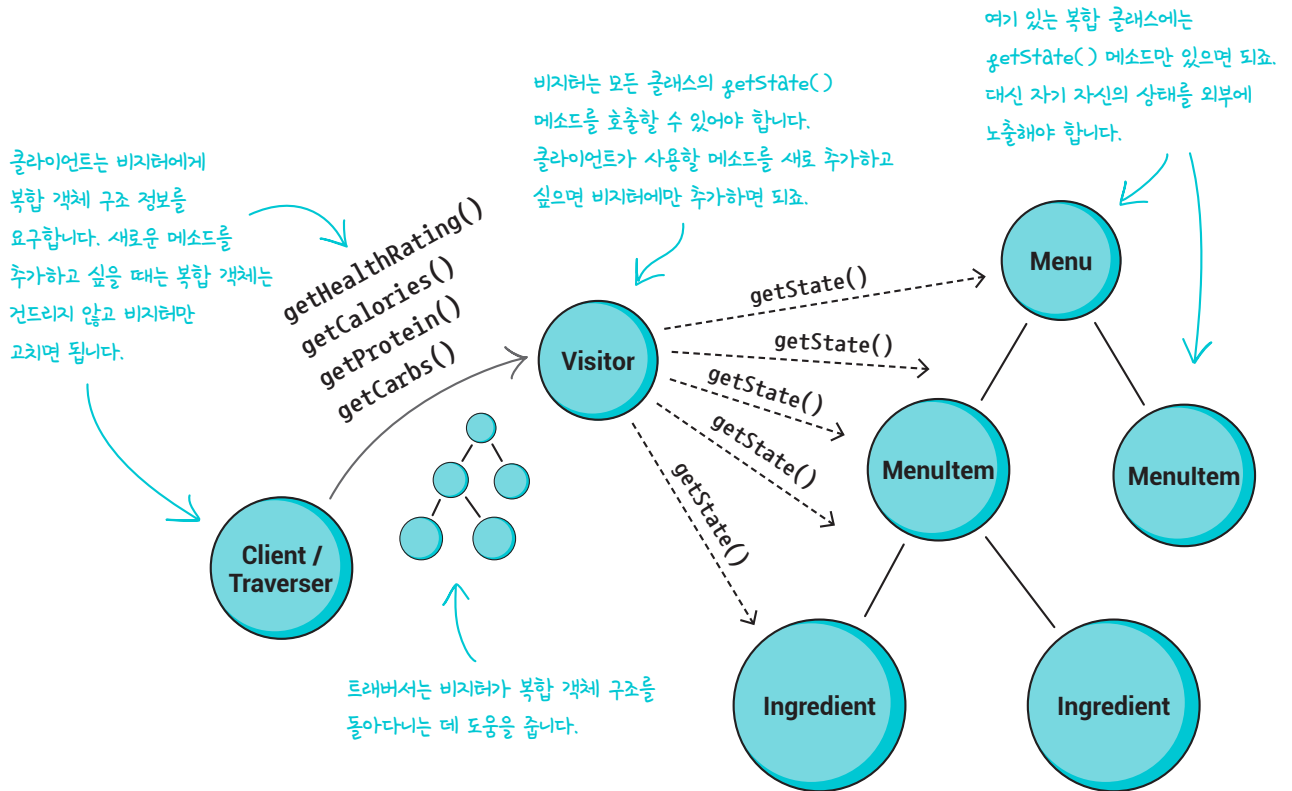 여기 있는 복합 클래스에는
getState() 메소드만 있으면 되죠.
대신 자기 자신의 상태를 외부에
노출해야 합니다.
비지터는 모든 클래스의 getState()
메소드를 호출할 수 있어야 합니다.
클라이언트가 사용할 메소드를 새로 추가하고
싶으면 비지터에만 추가하면 되죠.
클라이언트는 비지터에게
복합 객체 구조 정보를
요구합니다. 새로운 메소드를
추가하고 싶을 때는 복합 객체는
건드리지 않고 비지터만
고치면 됩니다.
getHealthRating()
getCalories()
getProtein()
getCarbs()
Visitor
getState()
getState()
getState()
getState()
getState()
Menu
MenuItem
MenuItem
Client /
Traverser
Ingredient
Ingredient
트래버서는 비지터가 복합 객체 구조를
돌아다니는 데 도움을 줍니다.